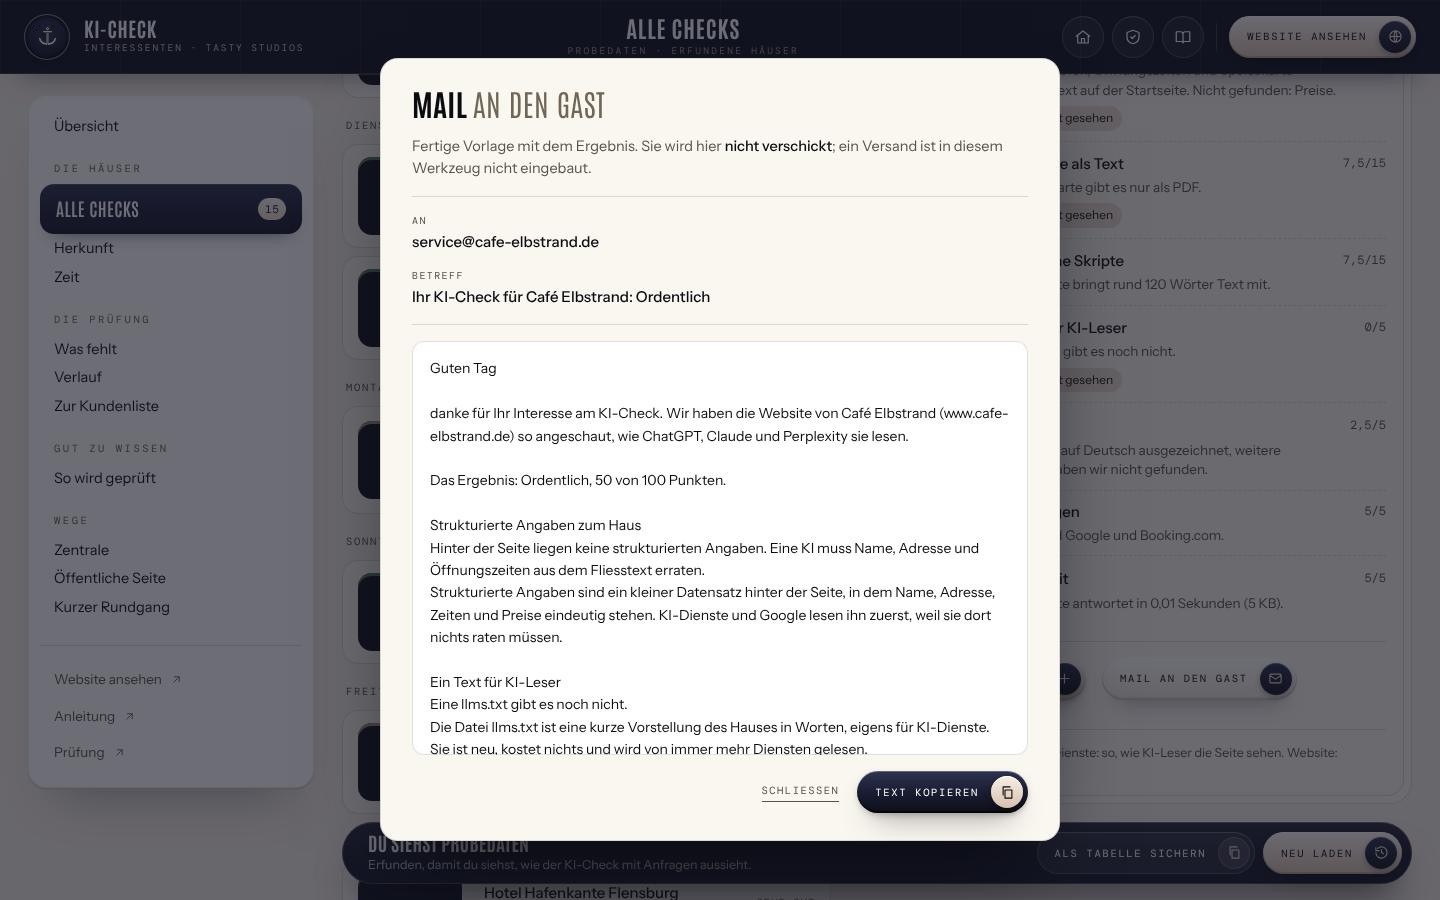 KI-CHECK
INTERESSENTEN · TASTY STUDIOS
ALLE CHECKS
PROBEDATEN · ERFUNDENE HÄUSER
WEBSITE ANSEHEN
Übersicht
DIE HÄUSER
ALLE CHECKS
15
Herkunft
Zeit
DIE PRÜFUNG
Was fehlt
Verlauf
Zur Kundenliste
GUT ZU WISSEN
So wird geprüft
WEGE
Zentrale
Öffentliche Seite
Kurzer Rundgang
Website ansehen
Anleitung
Prüfung
MAIL AN DEN GAST
Fertige Vorlage mit dem Ergebnis. Sie wird hier nicht verschickt; ein Versand ist in diesem
Werkzeug nicht eingebaut.
AN
service@cafe-elbstrand.de
BETREFF
Ihr KI-Check für Café Elbstrand: Ordentlich
Guten Tag
danke für Ihr Interesse am KI-Check. Wir haben die Website von Café Elbstrand (www.cafe-
elbstrand.de) so angeschaut, wie ChatGPT, Claude und Perplexity sie lesen.
Das Ergebnis: Ordentlich, 50 von 100 Punkten.
Strukturierte Angaben zum Haus
Hinter der Seite liegen keine strukturierten Angaben. Eine KI muss Name, Adresse und
Öffnungszeiten aus dem Fliesstext erraten.
Strukturierte Angaben sind ein kleiner Datensatz hinter der Seite, in dem Name, Adresse,
Zeiten und Preise eindeutig stehen. KI-Dienste und Google lesen ihn zuerst, weil sie dort
nichts raten müssen.
Ein Text für KI-Leser
Eine llms.txt gibt es noch nicht.
Die Datei llms.txt ist eine kurze Vorstellung des Hauses in Worten, eigens für KI-Dienste.
Sie ist neu, kostet nichts und wird von immer mehr Diensten gelesen.
SCHLIESSEN
TEXT KOPIEREN
ext auf der Startseite. Nicht gefunden: Preise.
gesehen
als Text
7,5/15
arte gibt es nur als PDF.
gesehen
Skripte
7,5/15
bringt rund 120 Wörter Text mit.
KI-Leser
0/5
gibt es noch nicht.
gesehen
2,5/5
auf Deutsch ausgezeichnet, weitere
aben wir nicht gefunden.
5/5
Google und Booking.com.
5/5
antwortet in 0,01 Sekunden (5 KB).
MAIL AN DEN GAST
ienste: so, wie KI-Leser die Seite sehen. Website:
DU SIEHST PROBEDATEN
Erfunden, damit du siehst, wie der KI-Check mit Anfragen aussieht.
ALS TABELLE SICHERN
NEU LADEN
Hotel Hafenkante Flensburg